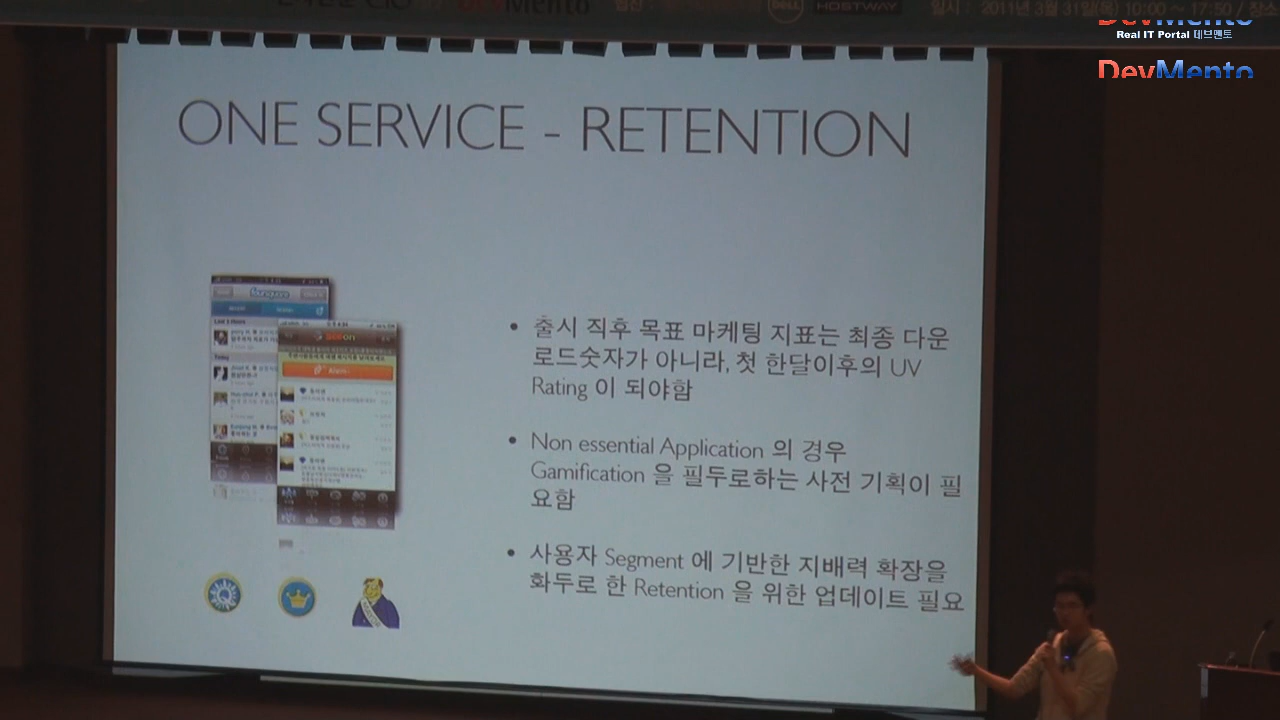 DevMento
DELL HOSTWAY 일시 : 2011년 3월 31일(목) 10:00 ~ 17:50 / 장소
DevMento
Real IT Portal 데브멘토
DevMento
ONE SERVICE - RETENTION
foursquare
• 출시 직후 목표 마케팅 지표는 최종 다운
로드숫자가 아니라, 첫 한달이후의 UV
Rating 이 되야함
• Non essential Application 의 경우
Gamification 을 필두로하는 사전 기획이 필
요함
• 사용자 Segment 에 기반한 지배력 확장을
화두로 한 Retention 을 위한 업데이트 필요